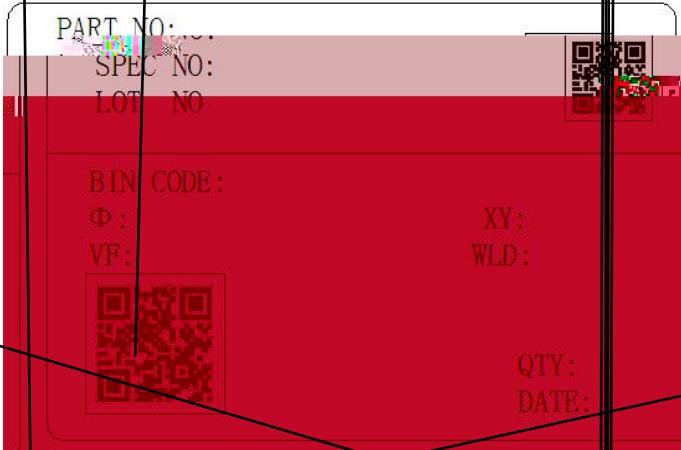 PART NO:
SPEC NO:
LOT NO
BIN CODE:
Φ: XY:
VF: WLD:
QTY:
DATE: